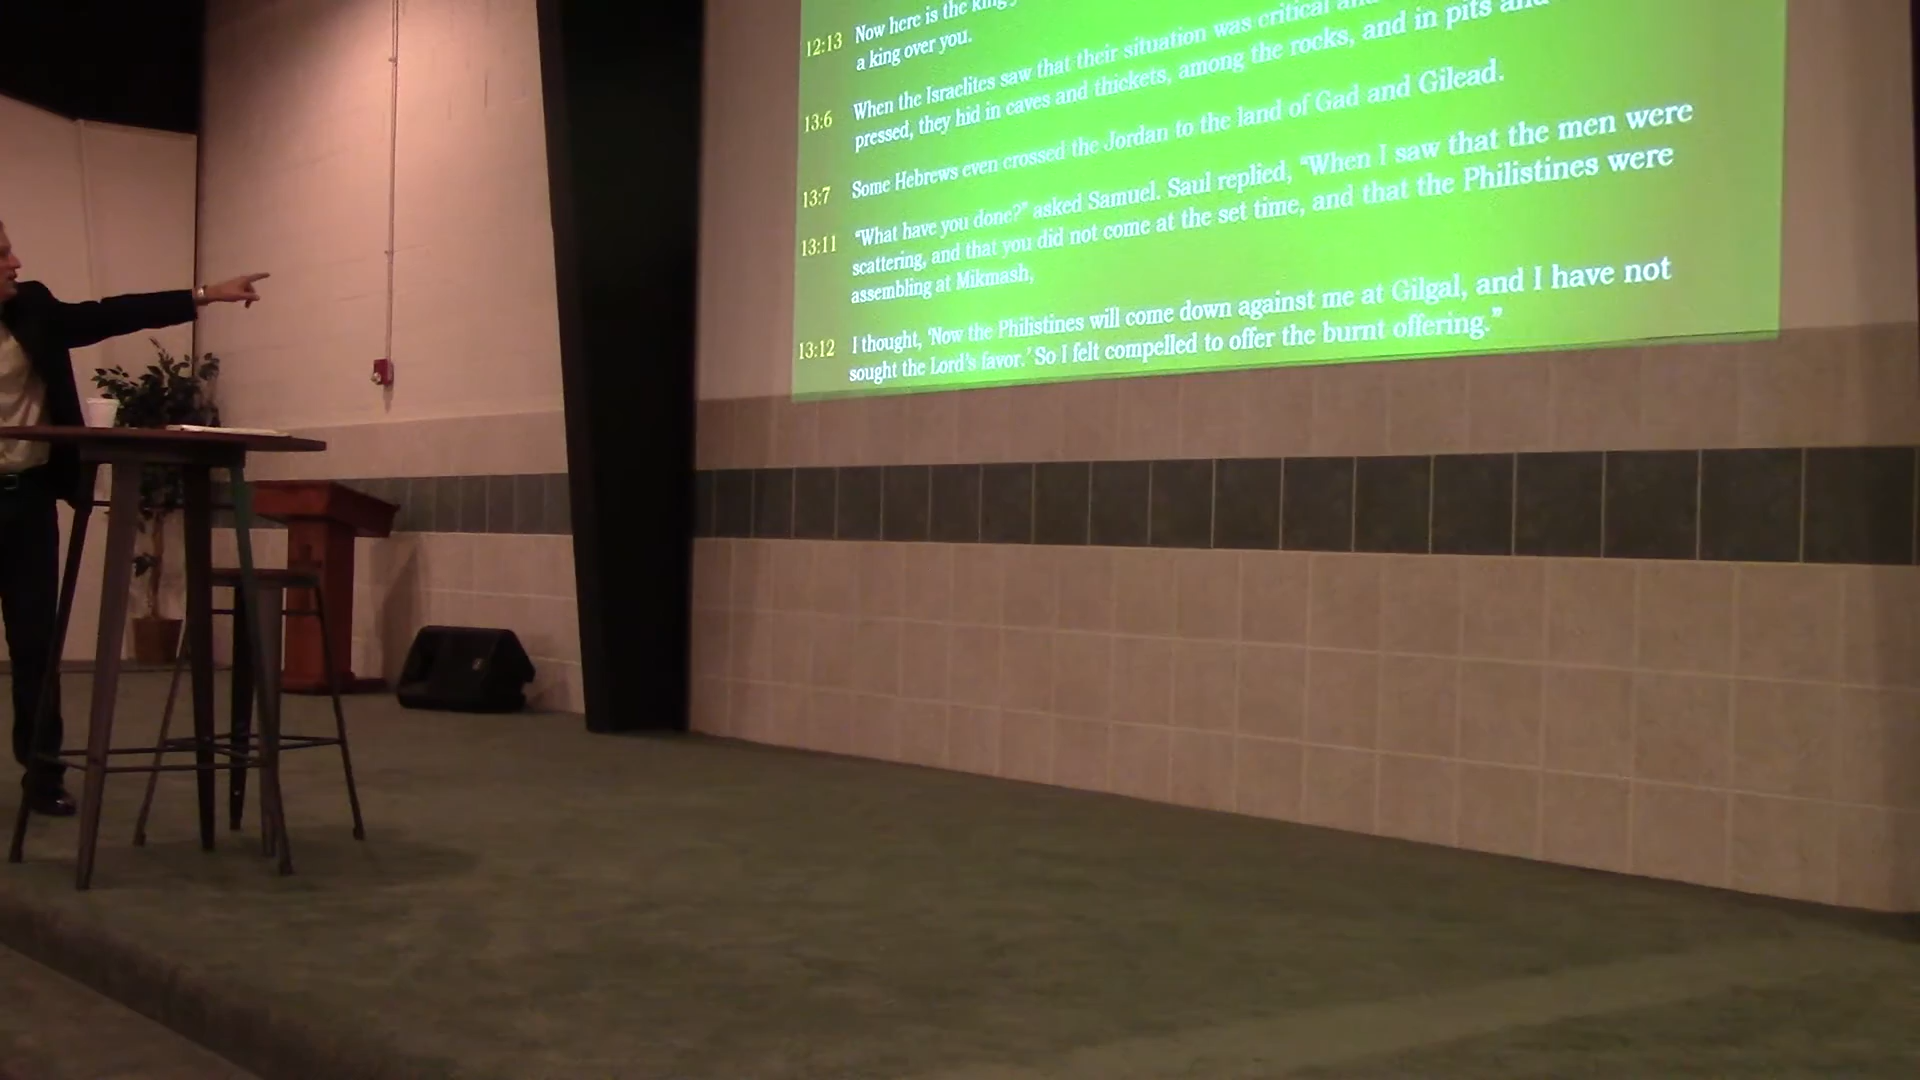 12:13 Now here is the king
a king over you.
13:6 When the Israelites saw that their situation was critical and
pressed, they hid in caves and thickets, among the rocks, and in pits and
13:7 Some Hebrews even crossed the Jordan to the land of Gad and Gilead.
13:11 “What have you done?” asked Samuel. Saul replied, “When I saw that the men were
scattering, and that you did not come at the set time, and that the Philistines were
assembling at Mikmash,
13:12 I thought, ‘Now the Philistines will come down against me at Gilgal, and I have not
sought the Lord’s favor.’ So I felt compelled to offer the burnt offering.”